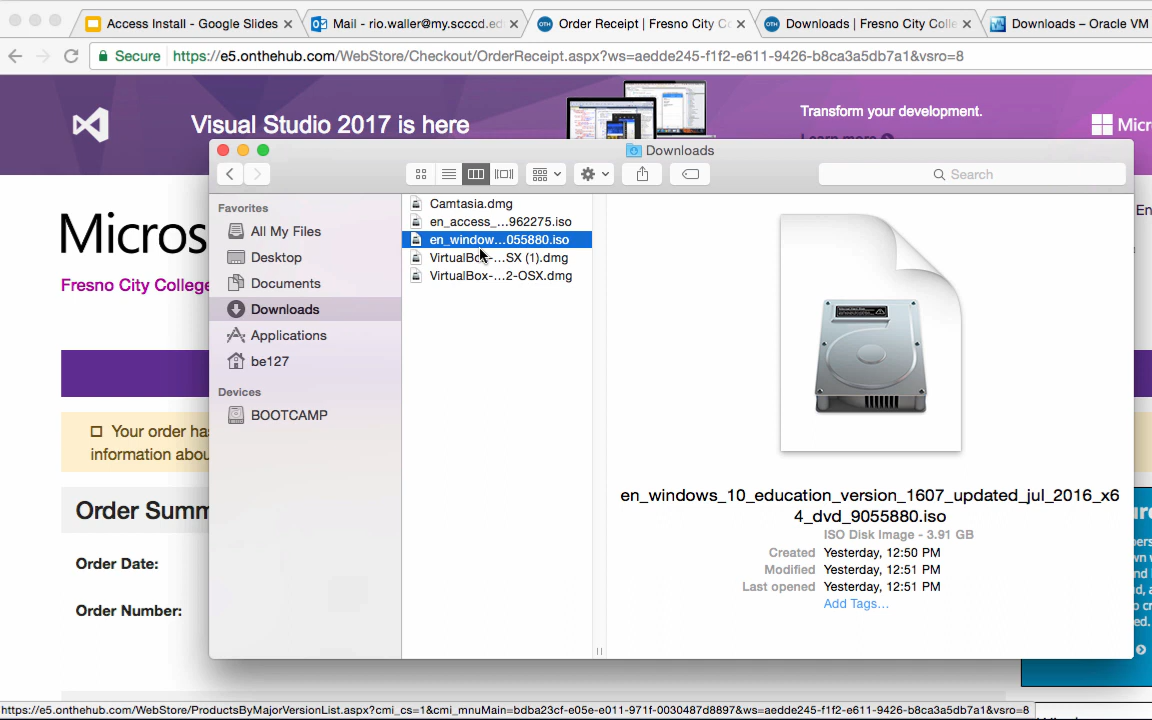 Access Install - Google Slides
Mail - rio.waller@my.scccd.ed
Order Receipt | Fresno City Co
Downloads | Fresno City Colle
Downloads – Oracle VM
Secure
https://e5.onthehub.com/WebStore/Checkout/OrderReceipt.aspx?ws=aedde245-f1f2-e611-9426-b8ca3a5db7a1&vsro=8
Visual Studio 2017 is here
Transform your development.
Learn more
Micr
Downloads
Search
Micros
Fresno City College
En
Favorites
All My Files
Desktop
Documents
Downloads
Applications
be127
Devices
BOOTCAMP
Camtasia.dmg
en_access_...962275.iso
en_window...055880.iso
VirtualBox-...SX (1).dmg
VirtualBox-...2-OSX.dmg
en_windows_10_education_version_1607_updated_jul_2016_x6
4_dvd_9055880.iso
ISO Disk Image - 3.91 GB
Created Yesterday, 12:50 PM
Modified Yesterday, 12:51 PM
Last opened Yesterday, 12:51 PM
Add Tags...
Your order ha
information abou
Order Summ
Order Date:
Order Number:
https://e5.onthehub.com/WebStore/ProductsByMajorVersionList.aspx?cmi_cs=1&cmi_mnuMain=bdba23cf-e05e-e011-971f-0030487d8897&ws=aedde245-f1f2-e611-9426-b8ca3a5db7a1&vsro=8